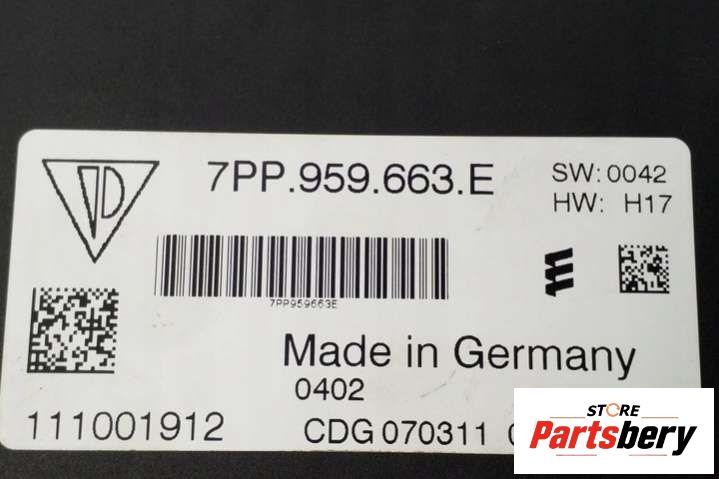 7PP.959.663.E
SW:0042
HW: H17
7PP959663E
Made in Germany
0402
111001912
CDG 070311
STORE
Partsbery